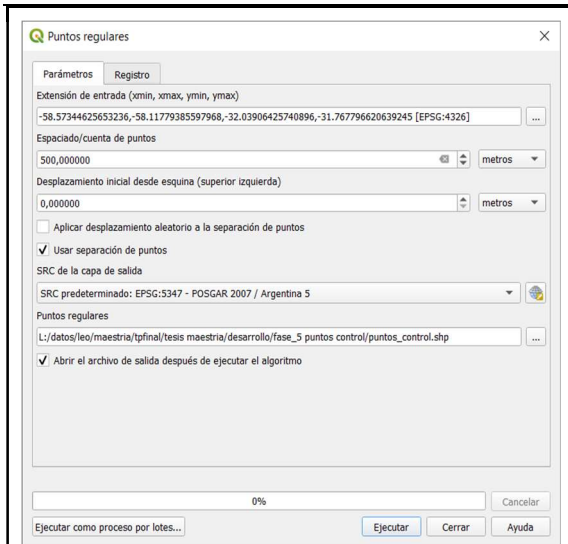 Puntos regulares
Parámetros Registro
Extensión de entrada (xmin, xmax, ymin, ymax)
-58.57344625653236,-58.11779385597968,-32.03906425740896,-31.767796620639245 [EPSG:4326] ...
Espaciado/cuenta de puntos
500,000000 metros
Desplazamiento inicial desde esquina (superior izquierda)
0,000000 metros
Aplicar desplazamiento aleatorio a la separación de puntos
Usar separación de puntos
SRC de la capa de salida
SRC predeterminado: EPSG:5347 - POSGAR 2007 / Argentina 5
Puntos regulares
L:/datos/leo/maestria/tpfinal/tesis maestria/desarrollo/fase_5 puntos control/puntos_control.shp ...
Abrir el archivo de salida después de ejecutar el algoritmo
0% Cancelar
Ejecutar como proceso por lotes... Ejecutar Cerrar Ayuda